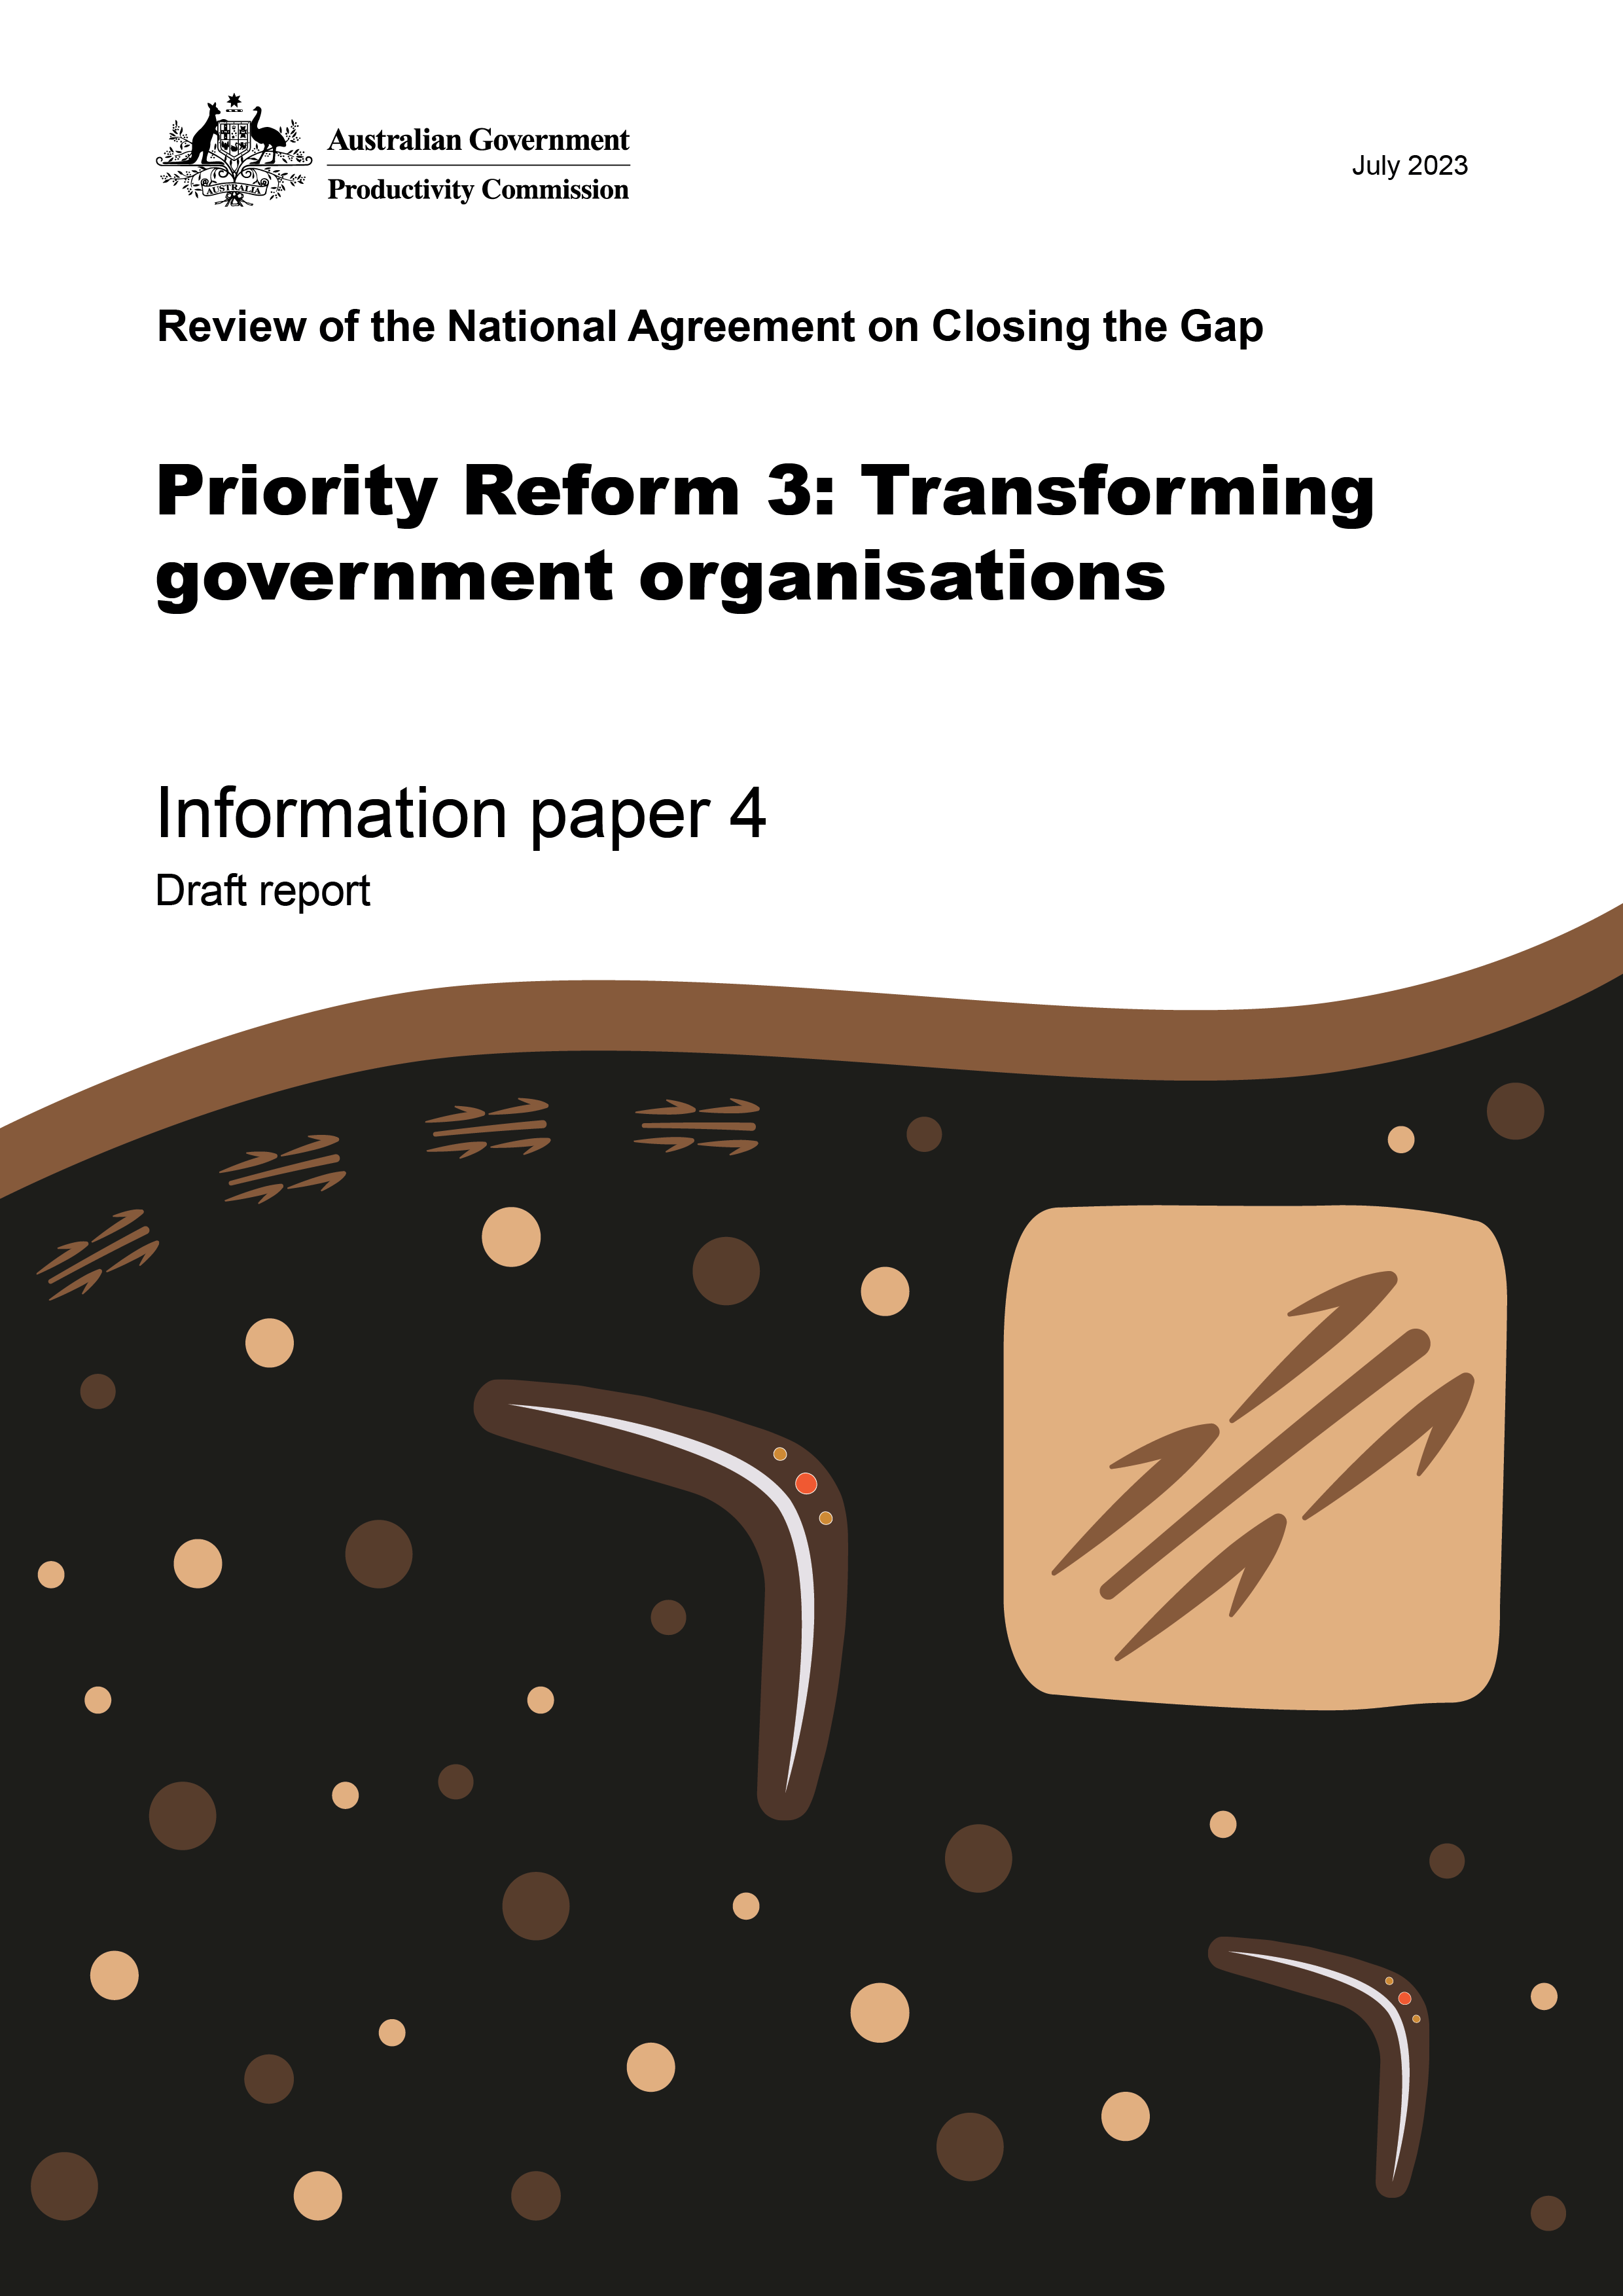 AUSTRALIA
Australian Government
Productivity Commission
July 2023
Review of the National Agreement on Closing the Gap
Priority Reform 3: Transforming
government organisations
Information paper 4
Draft report